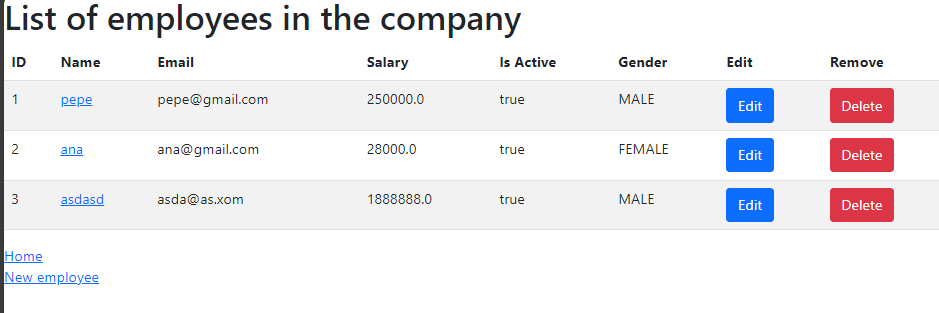 List of employees in the company
ID Name Email Salary Is Active Gender Edit Remove
1 pepe pepe@gmail.com 250000.0 true MALE Edit Delete
2 ana ana@gmail.com 28000.0 true FEMALE Edit Delete
3 asdasd asda@as.xom 1888888.0 true MALE Edit Delete
Home
New employee